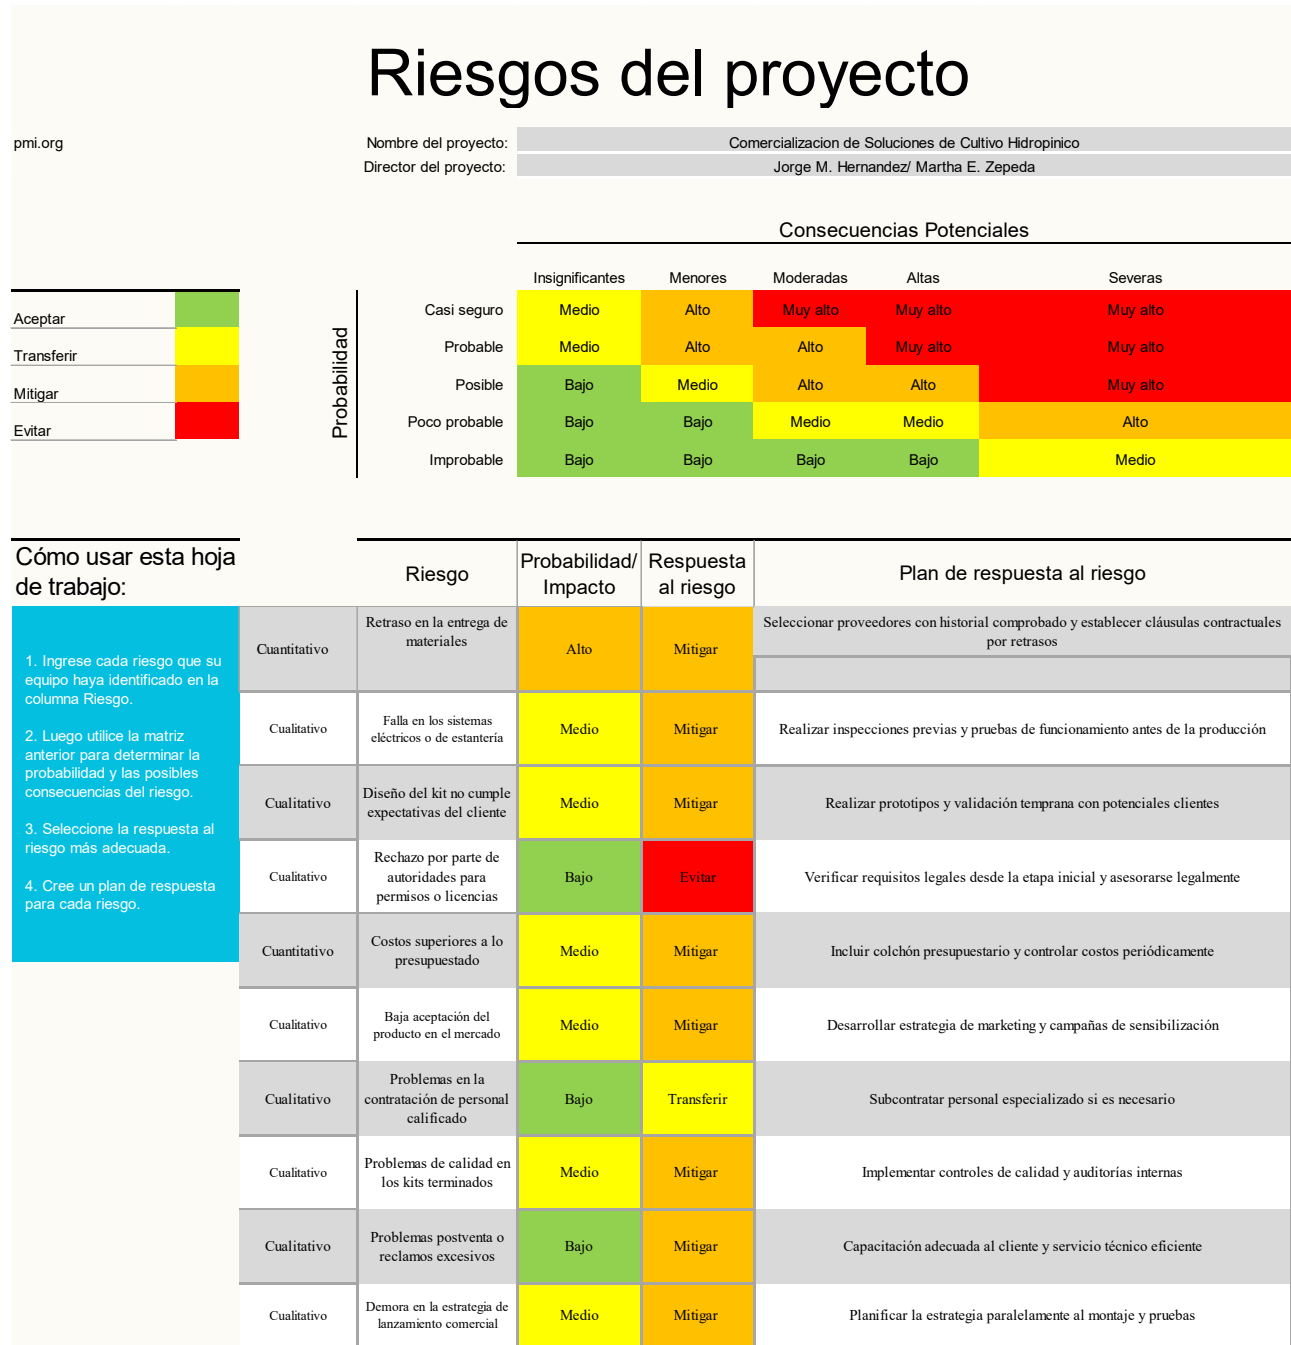 Riesgos del proyecto
pmi.org
Nombre del proyecto:
Comercializacion de Soluciones de Cultivo Hidropinico
Director del proyecto:
Jorge M. Hernandez/ Martha E. Zepeda
Consecuencias Potenciales
Insignificantes Menores Moderadas Altas Severas
Aceptar
Transferir
Mitigar
Evitar
Probabilidad
Casi seguro Medio Alto Muy alto Muy alto Muy alto
Probable Medio Alto Alto Muy alto Muy alto
Posible Bajo Medio Alto Alto Muy alto
Poco probable Bajo Bajo Medio Medio Alto
Improbable Bajo Bajo Bajo Bajo Medio
Cómo usar esta hoja
de trabajo:
1. Ingrese cada riesgo que su
equipo haya identificado en la
columna Riesgo.
2. Luego utilice la matriz
anterior para determinar la
probabilidad y las posibles
consecuencias del riesgo.
3. Seleccione la respuesta al
riesgo más adecuada.
4. Cree un plan de respuesta
para cada riesgo.
Riesgo
Probabilidad/
Impacto
Respuesta
al riesgo
Plan de respuesta al riesgo
Cuantitativo
Retraso en la entrega de
materiales
Alto
Mitigar
Seleccionar proveedores con historial comprobado y establecer cláusulas contractuales
por retrasos
Cualitativo
Falla en los sistemas
eléctricos o de estantería
Medio
Mitigar
Realizar inspecciones previas y pruebas de funcionamiento antes de la producción
Cualitativo
Diseño del kit no cumple
expectativas del cliente
Medio
Mitigar
Realizar prototipos y validación temprana con potenciales clientes
Cualitativo
Rechazo por parte de
autoridades para
permisos o licencias
Bajo
Evitar
Verificar requisitos legales desde la etapa inicial y asesorarse legalmente
Cuantitativo
Costos superiores a lo
presupuestado
Medio
Mitigar
Incluir colchón presupuestario y controlar costos periódicamente
Cualitativo
Baja aceptación del
producto en el mercado
Medio
Mitigar
Desarrollar estrategia de marketing y campañas de sensibilización
Cualitativo
Problemas en la
contratación de personal
calificado
Bajo
Transferir
Subcontratar personal especializado si es necesario
Cualitativo
Problemas de calidad en
los kits terminados
Medio
Mitigar
Implementar controles de calidad y auditorías internas
Cualitativo
Problemas postventa o
reclamos excesivos
Bajo
Mitigar
Capacitación adecuada al cliente y servicio técnico eficiente
Cualitativo
Demora en la estrategia de
lanzamiento comercial
Medio
Mitigar
Planificar la estrategia paralelamente al montaje y pruebas